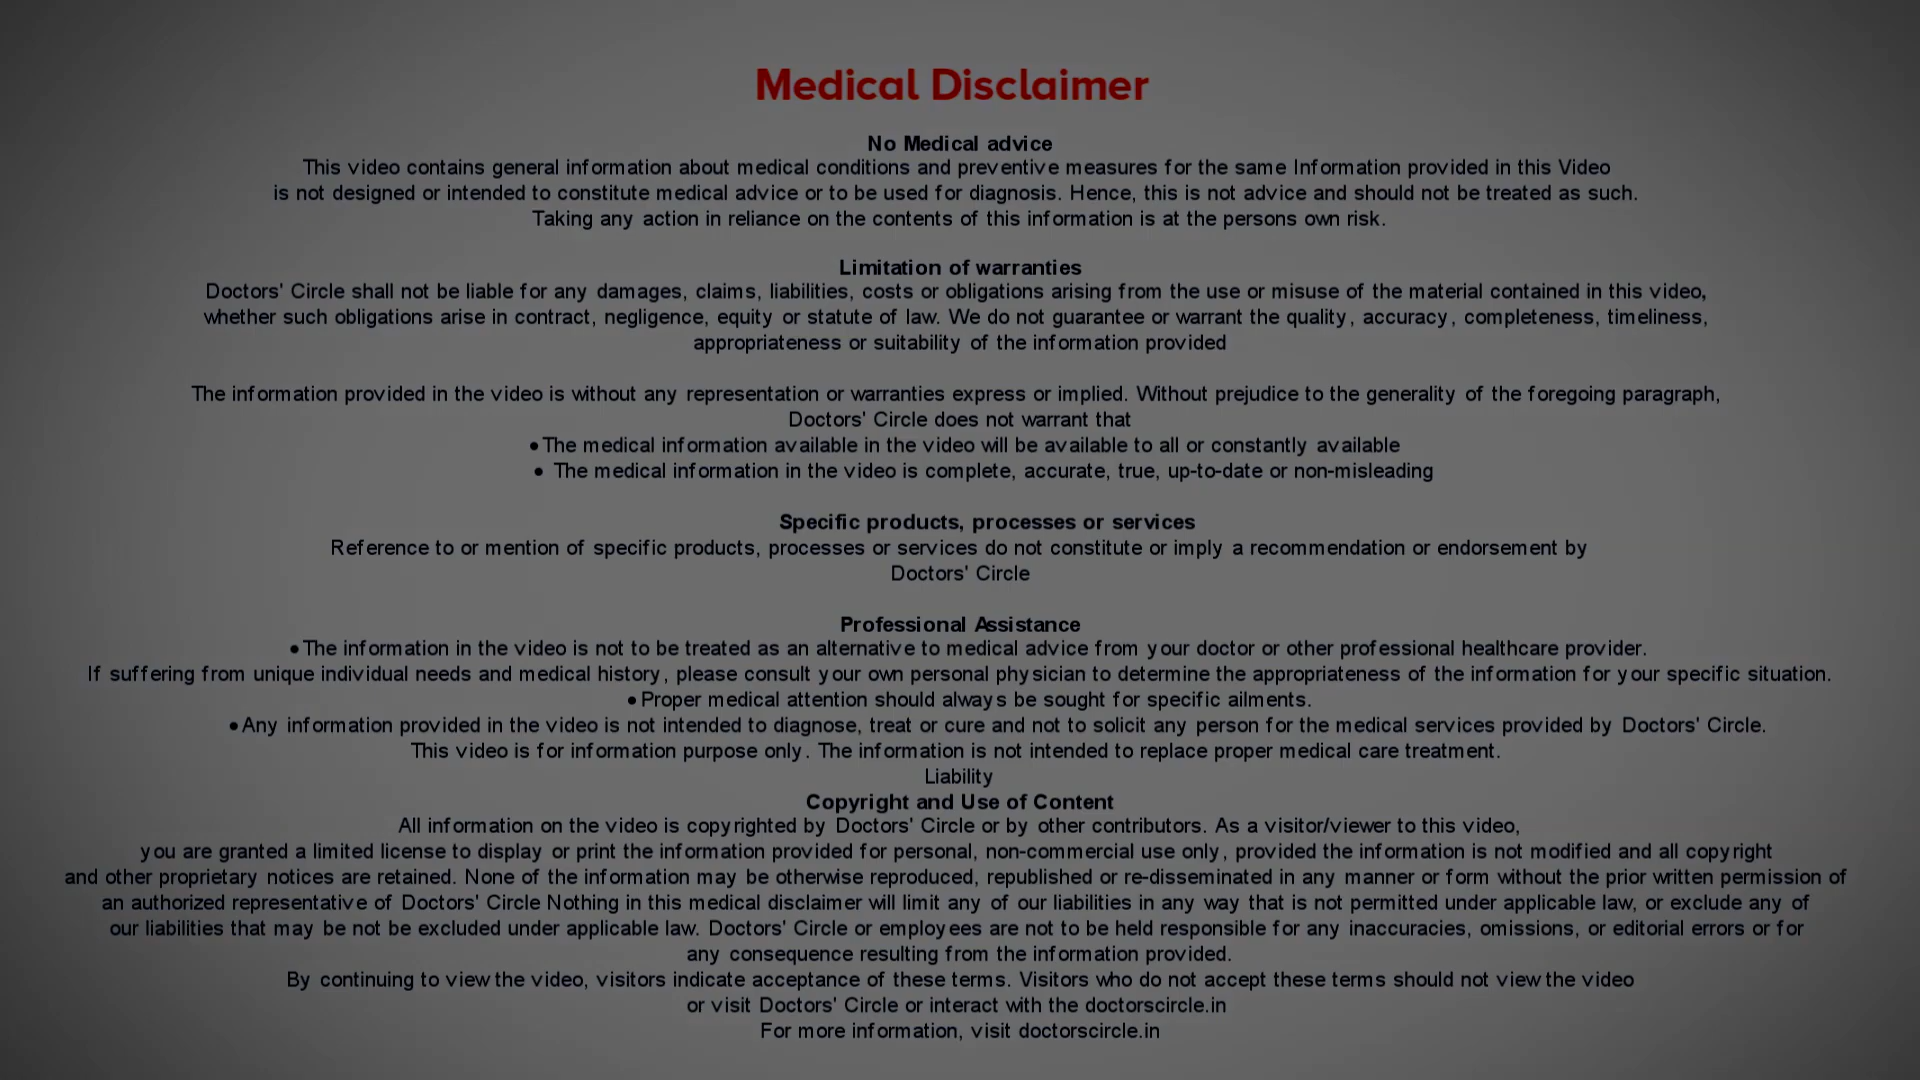 Medical Disclaimer
No Medical advice
This video contains general information about medical conditions and preventive measures for the same Information provided in this Video
is not designed or intended to constitute medical advice or to be used for diagnosis. Hence, this is not advice and should not be treated as such.
Taking any action in reliance on the contents of this information is at the persons own risk.
Limitation of warranties
Doctors' Circle shall not be liable for any damages, claims, liabilities, costs or obligations arising from the use or misuse of the material contained in this video,
whether such obligations arise in contract, negligence, equity or statute of law. We do not guarantee or warrant the quality, accuracy, completeness, timeliness,
appropriateness or suitability of the information provided
The information provided in the video is without any representation or warranties express or implied. Without prejudice to the generality of the foregoing paragraph,
Doctors' Circle does not warrant that
•The medical information available in the video will be available to all or constantly available
• The medical information in the video is complete, accurate, true, up-to-date or non-misleading
Specific products, processes or services
Reference to or mention of specific products, processes or services do not constitute or imply a recommendation or endorsement by
Doctors' Circle
Professional Assistance
•The information in the video is not to be treated as an alternative to medical advice from your doctor or other professional healthcare provider.
If suffering from unique individual needs and medical history, please consult your own personal physician to determine the appropriateness of the information for your specific situation.
•Proper medical attention should always be sought for specific ailments.
•Any information provided in the video is not intended to diagnose, treat or cure and not to solicit any person for the medical services provided by Doctors' Circle.
This video is for information purpose only. The information is not intended to replace proper medical care treatment.
Liability
Copyright and Use of Content
All information on the video is copyrighted by Doctors' Circle or by other contributors. As a visitor/viewer to this video,
you are granted a limited license to display or print the information provided for personal, non-commercial use only, provided the information is not modified and all copyright
and other proprietary notices are retained. None of the information may be otherwise reproduced, republished or re-disseminated in any manner or form without the prior written permission of
an authorized representative of Doctors' Circle Nothing in this medical disclaimer will limit any of our liabilities in any way that is not permitted under applicable law, or exclude any of
our liabilities that may be not be excluded under applicable law. Doctors' Circle or employees are not to be held responsible for any inaccuracies, omissions, or editorial errors or for
any consequence resulting from the information provided.
By continuing to view the video, visitors indicate acceptance of these terms. Visitors who do not accept these terms should not view the video
or visit Doctors' Circle or interact with the doctorscircle.in
For more information, visit doctorscircle.in